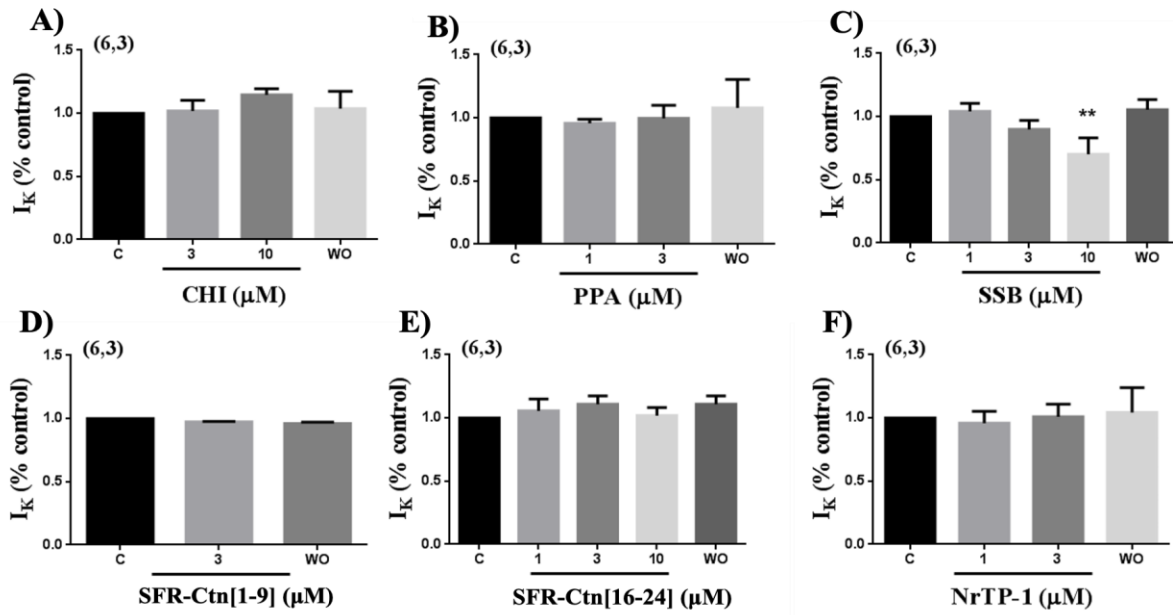 A)
(6,3)
I_K (% control)
1.5
1.0
0.5
0.0
C 3 10 WO
CHI (µM)
B)
(6,3)
I_K (% control)
1.5
1.0
0.5
0.0
C 1 3 WO
PPA (µM)
C)
(6,3)
**
I_K (% control)
1.5
1.0
0.5
0.0
C 1 3 10 WO
SSB (µM)
D)
(6,3)
I_K (% control)
1.5
1.0
0.5
0.0
C 3 WO
SFR-Ctn[1-9] (µM)
E)
(6,3)
I_K (% control)
1.5
1.0
0.5
0.0
C 1 3 10 WO
SFR-Ctn[16-24] (µM)
F)
(6,3)
I_K (% control)
1.5
1.0
0.5
0.0
C 1 3 WO
NrTP-1 (µM)